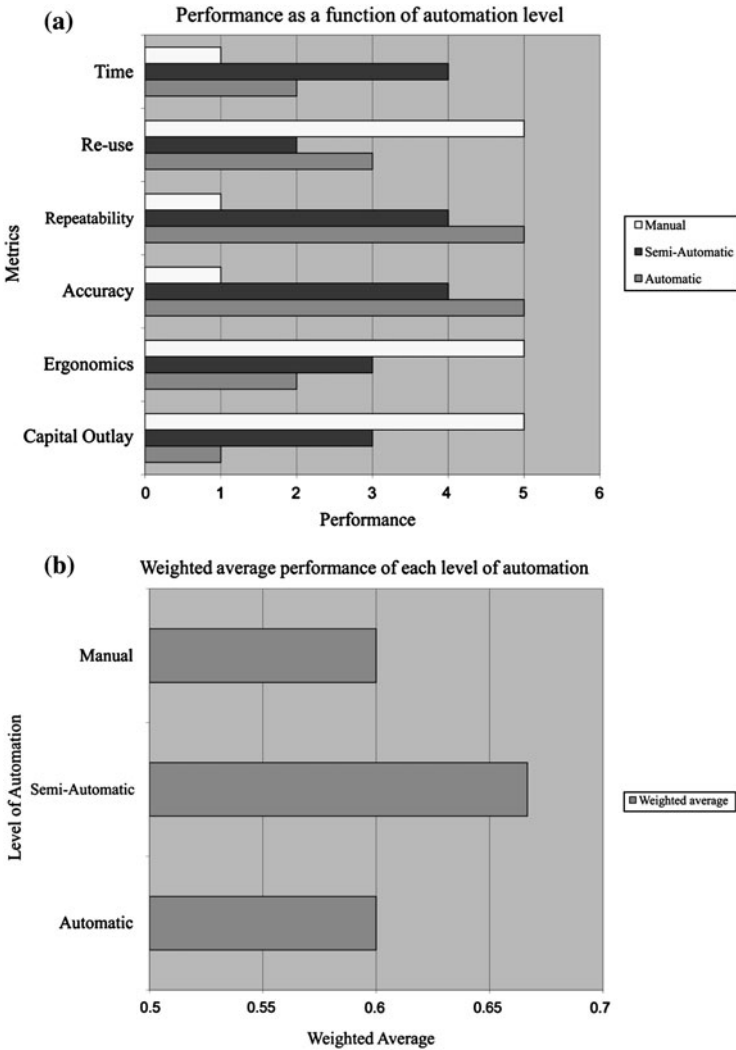 (a)
Performance as a function of automation level
Metrics
Time
Re-use
Repeatability
Accuracy
Ergonomics
Capital Outlay
0 1 2 3 4 5 6
Performance
Manual
Semi-Automatic
Automatic
(b)
Weighted average performance of each level of automation
Level of Automation
Manual
Semi-Automatic
Automatic
0.5 0.55 0.6 0.65 0.7
Weighted Average
Weighted average